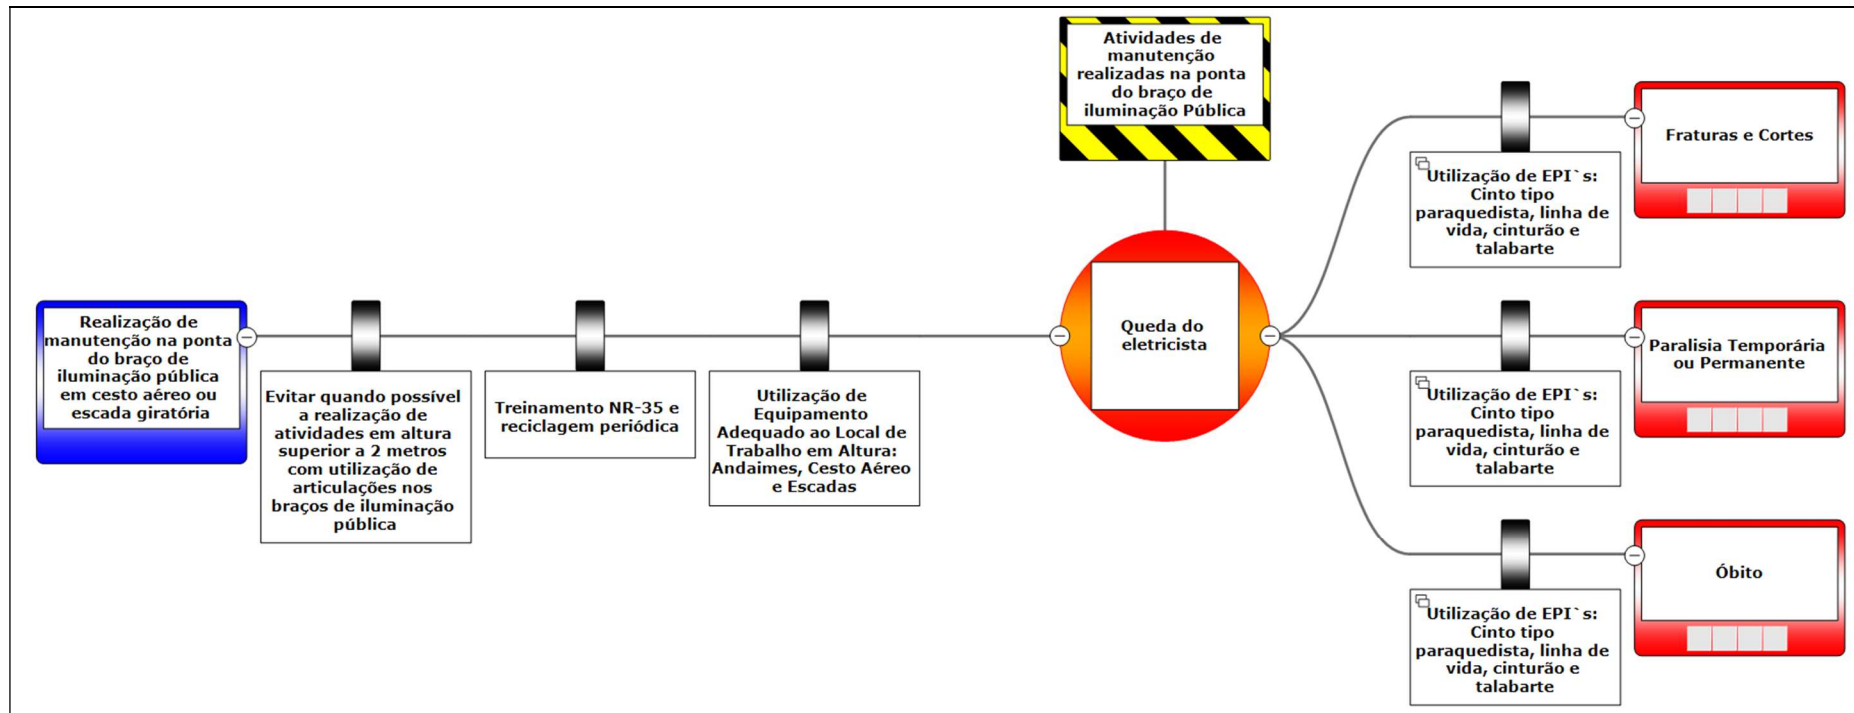 Atividades de
manutenção
realizadas na ponta
do braço de
iluminação Pública
Realização de
manutenção na ponta
do braço de
iluminação pública
em cesto aéreo ou
escada giratória
Evitar quando possível
a realização de
atividades em altura
superior a 2 metros
com utilização de
articulações nos
braços de iluminação
pública
Treinamento NR-35 e
reciclagem periódica
Utilização de
Equipamento
Adequado ao Local de
Trabalho em Altura:
Andaimes, Cesto Aéreo
e Escadas
Queda do
eletricista
Utilização de EPI`s:
Cinto tipo
paraquedista, linha de
vida, cinturão e
talabarte
Fraturas e Cortes
Utilização de EPI`s:
Cinto tipo
paraquedista, linha de
vida, cinturão e
talabarte
Paralisia Temporária
ou Permanente
Utilização de EPI`s:
Cinto tipo
paraquedista, linha de
vida, cinturão e
talabarte
Óbito